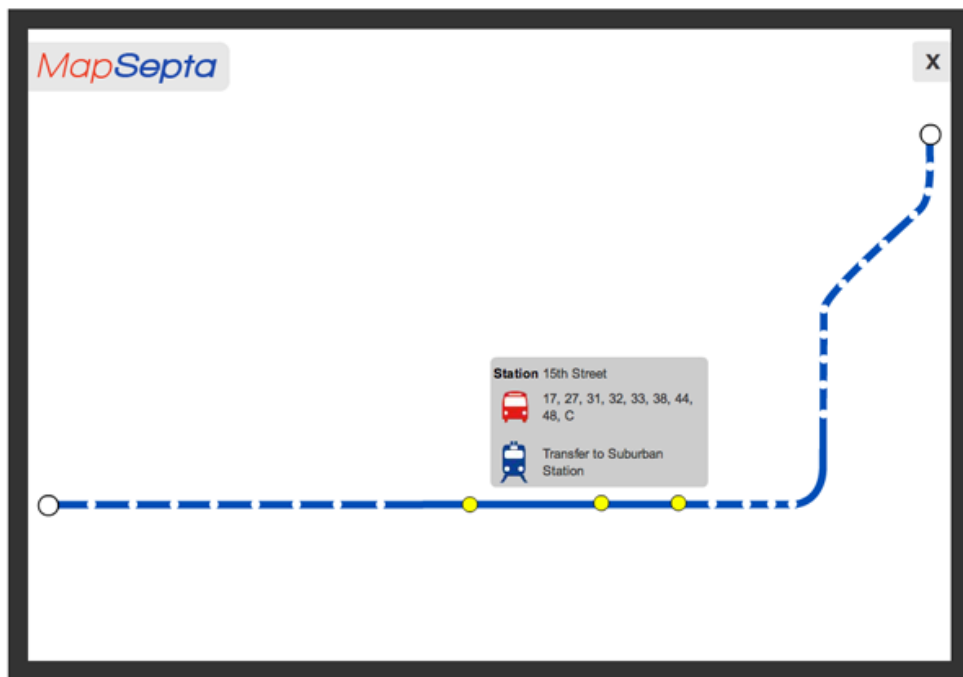 MapSepta
X
Station 15th Street
17, 27, 31, 32, 33, 38, 44,
48, C
Transfer to Suburban
Station